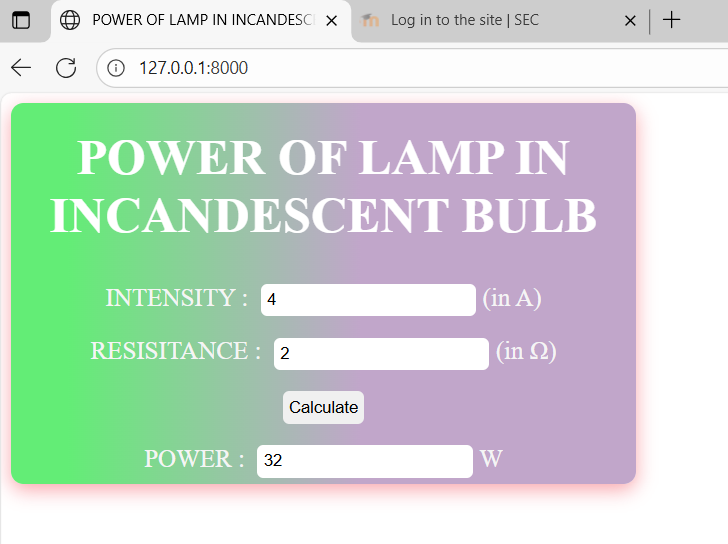 POWER OF LAMP IN INCANDESC
Log in to the site | SEC
127.0.0.1:8000
POWER OF LAMP IN
INCANDESCENT BULB
INTENSITY : 4 (in A)
RESISITANCE : 2 (in Ω)
Calculate
POWER : 32 W